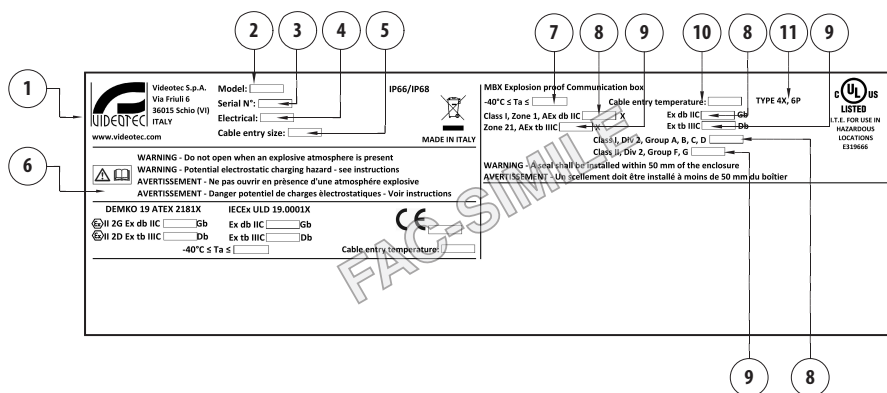 2 3 4 5 7 8 9 10 8 11 9
1
VIDEOTEC
Videotec S.p.A.
Via Friuli 6
36015 Schio (VI)
ITALY
www.videotec.com
Model:
Serial N°:
Electrical:
Cable entry size:
IP66/IP68
MADE IN ITALY
6
WARNING - Do not open when an explosive atmosphere is present
WARNING - Potential electrostatic charging hazard - see instructions
AVERTISSEMENT - Ne pas ouvrir en prèsence d'une atmosphére explosive
AVERTISSEMENT - Danger potentiel de charges èlectrostatiques - Voir instructions
DEMKO 19 ATEX 2181X
Ex II 2G Ex db IIC Gb
Ex II 2D Ex tb IIIC Db
IECEx ULD 19.0001X
Ex db IIC Gb
Ex tb IIIC Db
-40°C ≤ Ta ≤
CE
Cable entry temperature:
MBX Explosion proof Communication box
-40°C ≤ Ta ≤
Cable entry temperature:
TYPE 4X, 6P
Class I, Zone 1, AEx db IIC X
Zone 21, AEx tb IIIC X
Ex db IIC Gb
Ex tb IIIC Db
Class I, Div 2, Group A, B, C, D
Class II, Div 2, Group F, G
WARNING - A seal shall be installed within 50 mm of the enclosure
AVERTISSEMENT - Un scellement doit être installé à moins de 50 mm du boîtier
C UL US
LISTED
I.T.E. FOR USE IN
HAZARDOUS
LOCATIONS
E319666
FAC-SIMILE
9 8